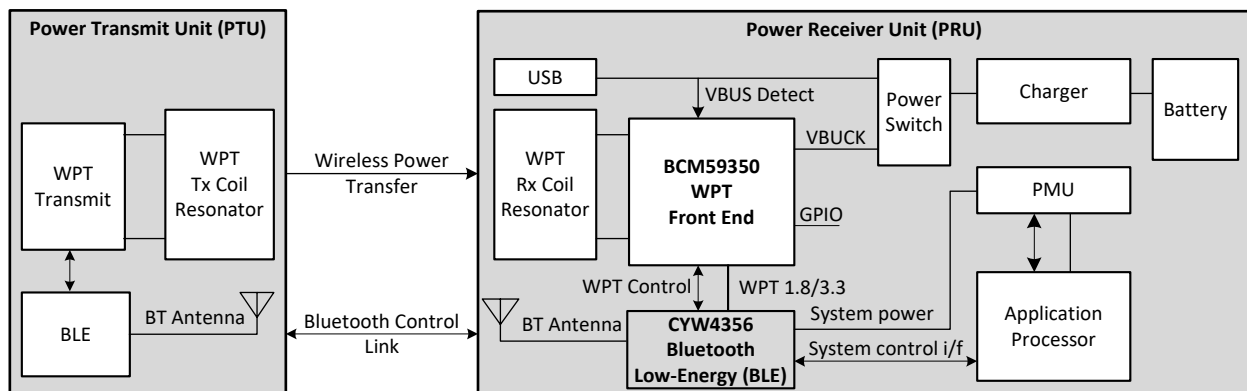 Power Transmit Unit (PTU)
WPT
Transmit
WPT
Tx Coil
Resonator
BLE
BT Antenna
Wireless Power
Transfer
Bluetooth Control
Link
Power Receiver Unit (PRU)
USB
VBUS Detect
Power
Switch
Charger
Battery
WPT
Rx Coil
Resonator
BCM59350
WPT
Front End
VBUCK
GPIO
PMU
WPT Control
WPT 1.8/3.3
BT Antenna
CYW4356
Bluetooth
Low-Energy (BLE)
System power
System control i/f
Application
Processor